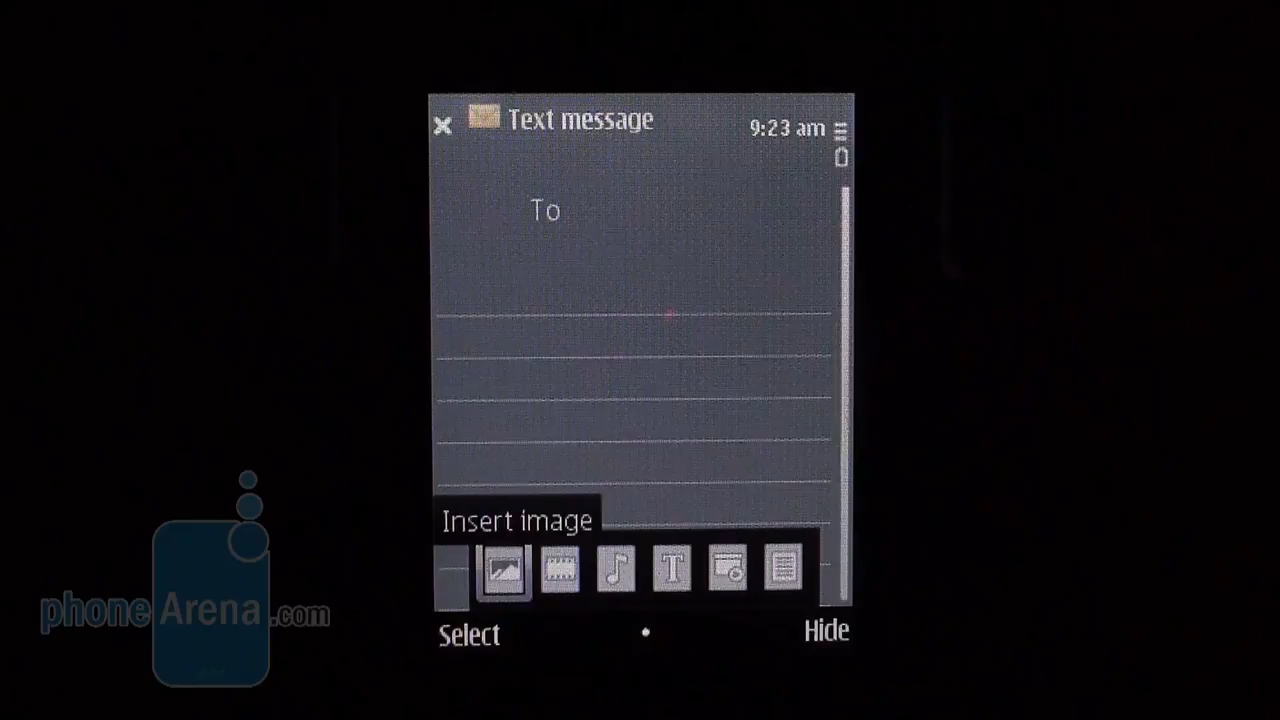 Text message
9:23 am
To
Insert image
T
Select
Hide
phoneArena.com